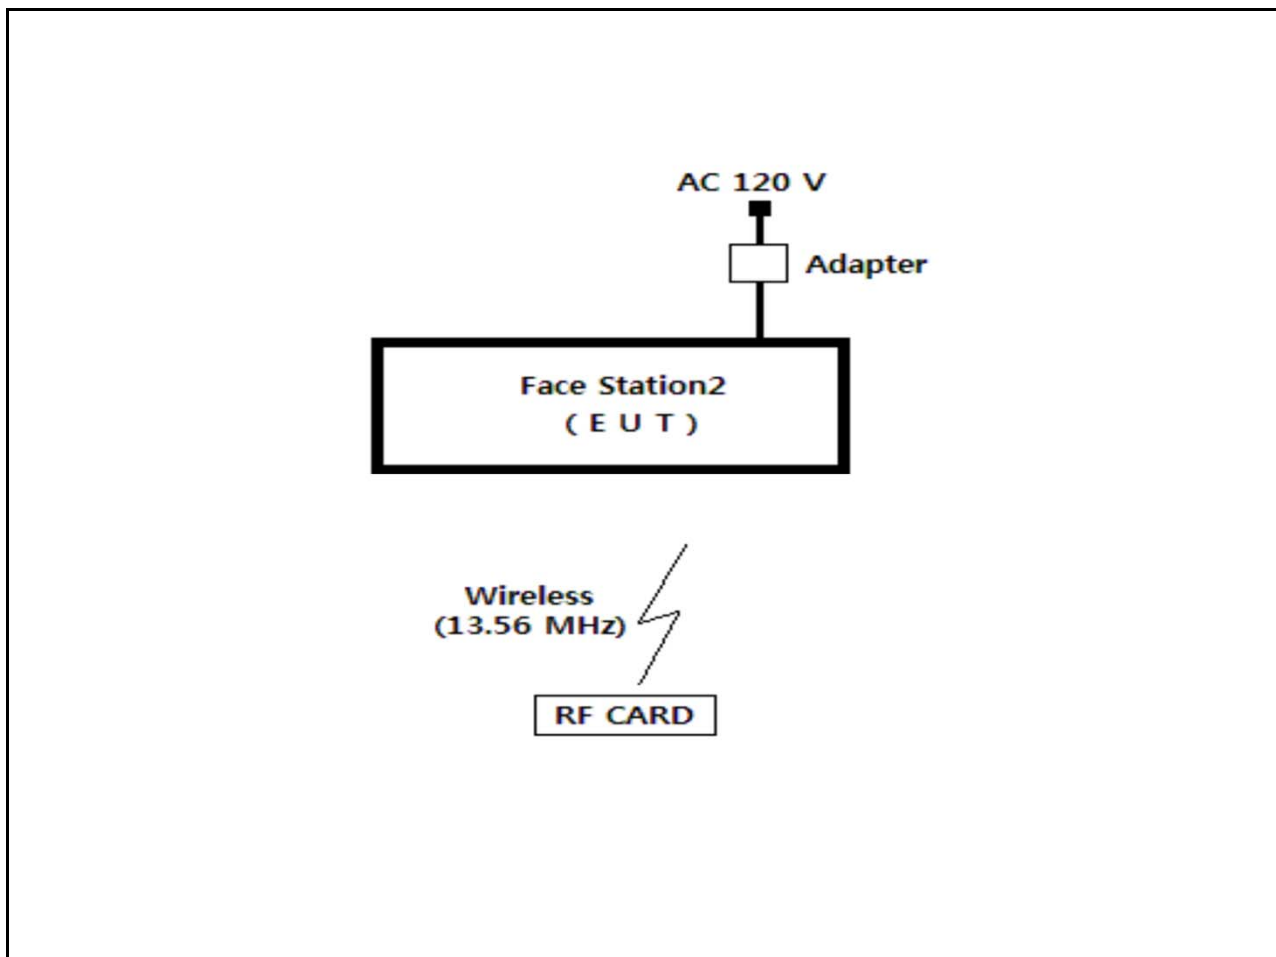 AC 120 V
Adapter
Face Station2
( E U T )
Wireless
(13.56 MHz)
RF CARD